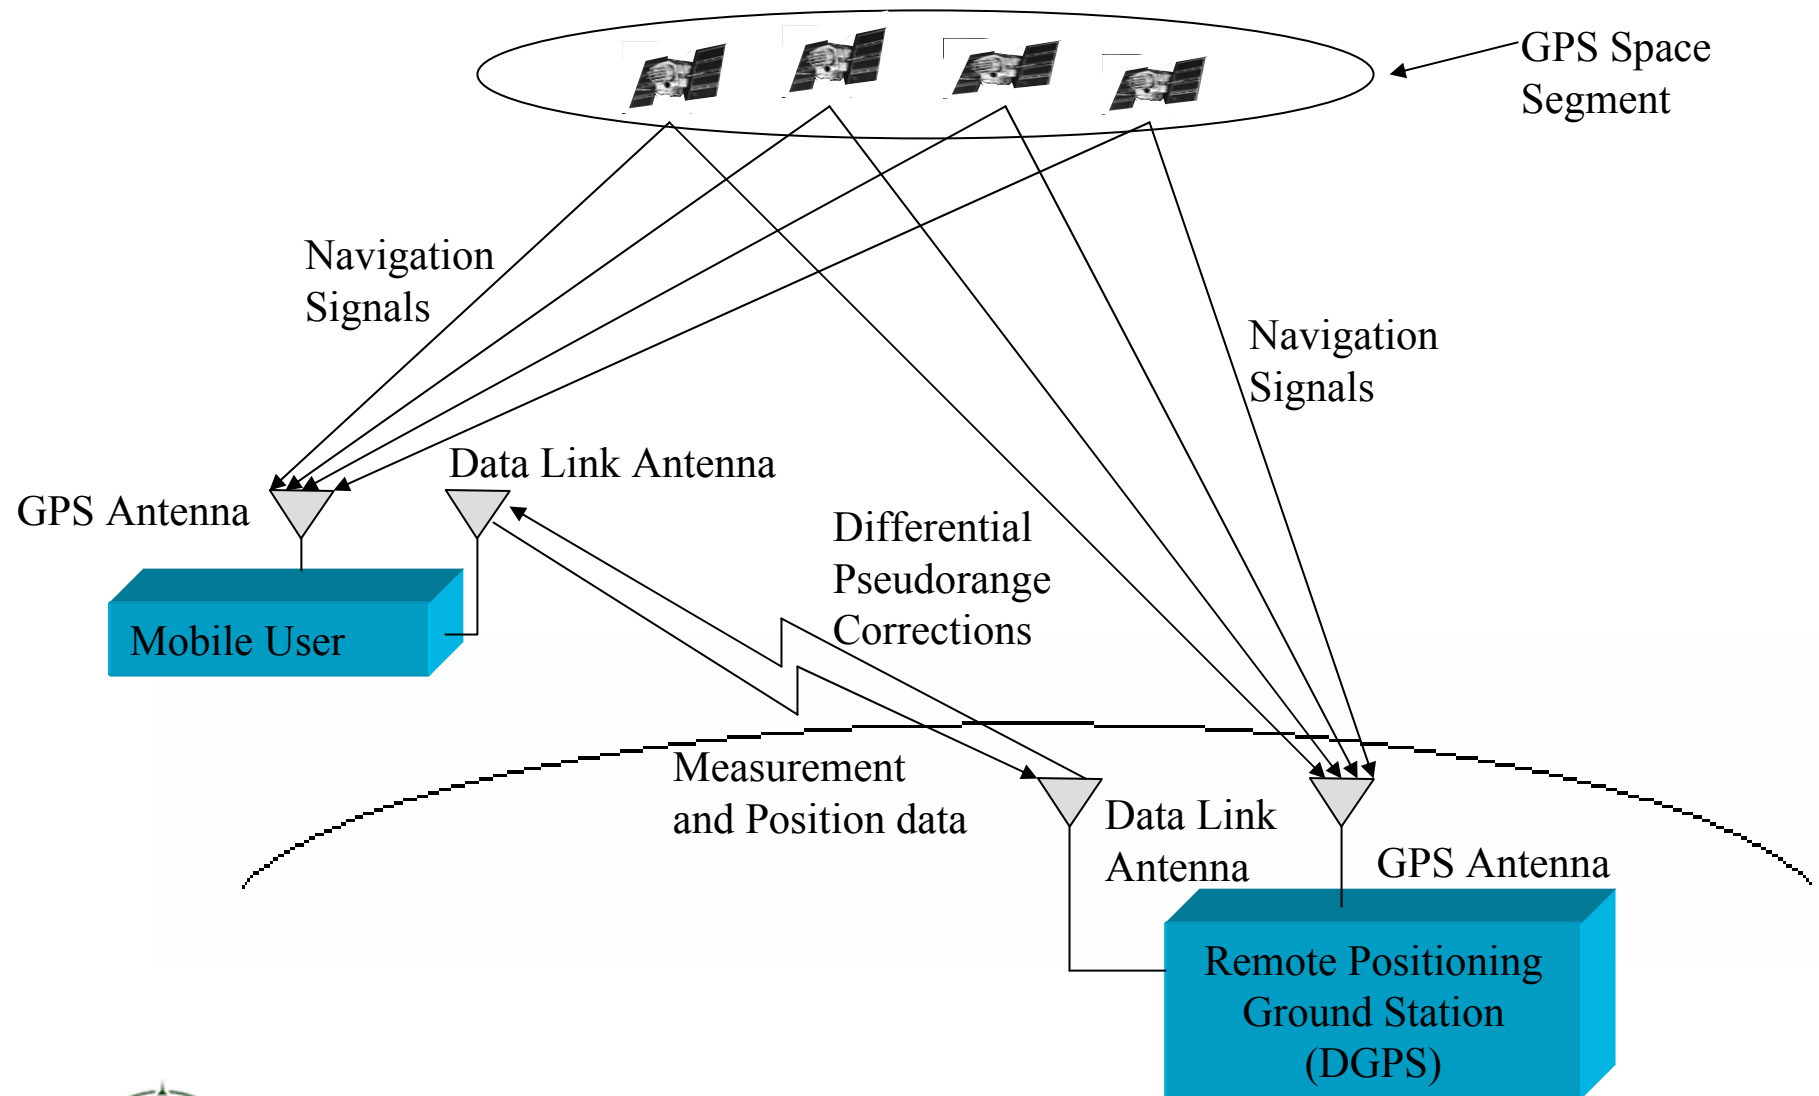 GPS Space
Segment
Navigation
Signals
Navigation
Signals
Data Link Antenna
GPS Antenna
Differential
Pseudorange
Corrections
Mobile User
Measurement
and Position data
Data Link
Antenna
GPS Antenna
Remote Positioning
Ground Station
(DGPS)